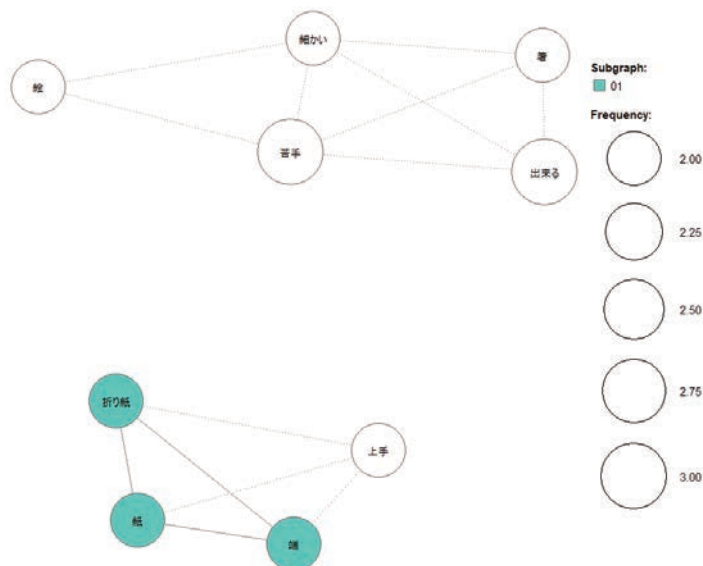 細かい
箸
絵
苦手
出来る
折り紙
上手
紙
端
Subgraph:
01
Frequency:
2.00
2.25
2.50
2.75
3.00